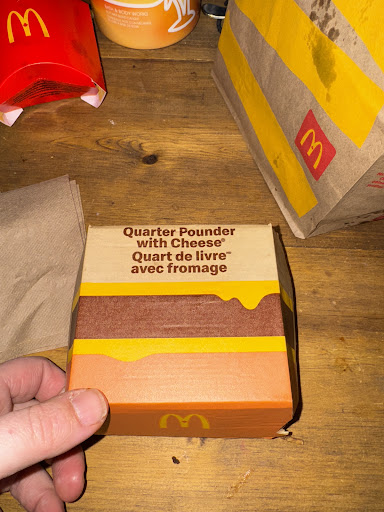 Quarter Pounder
with Cheese®
Quart de livre™
avec fromage